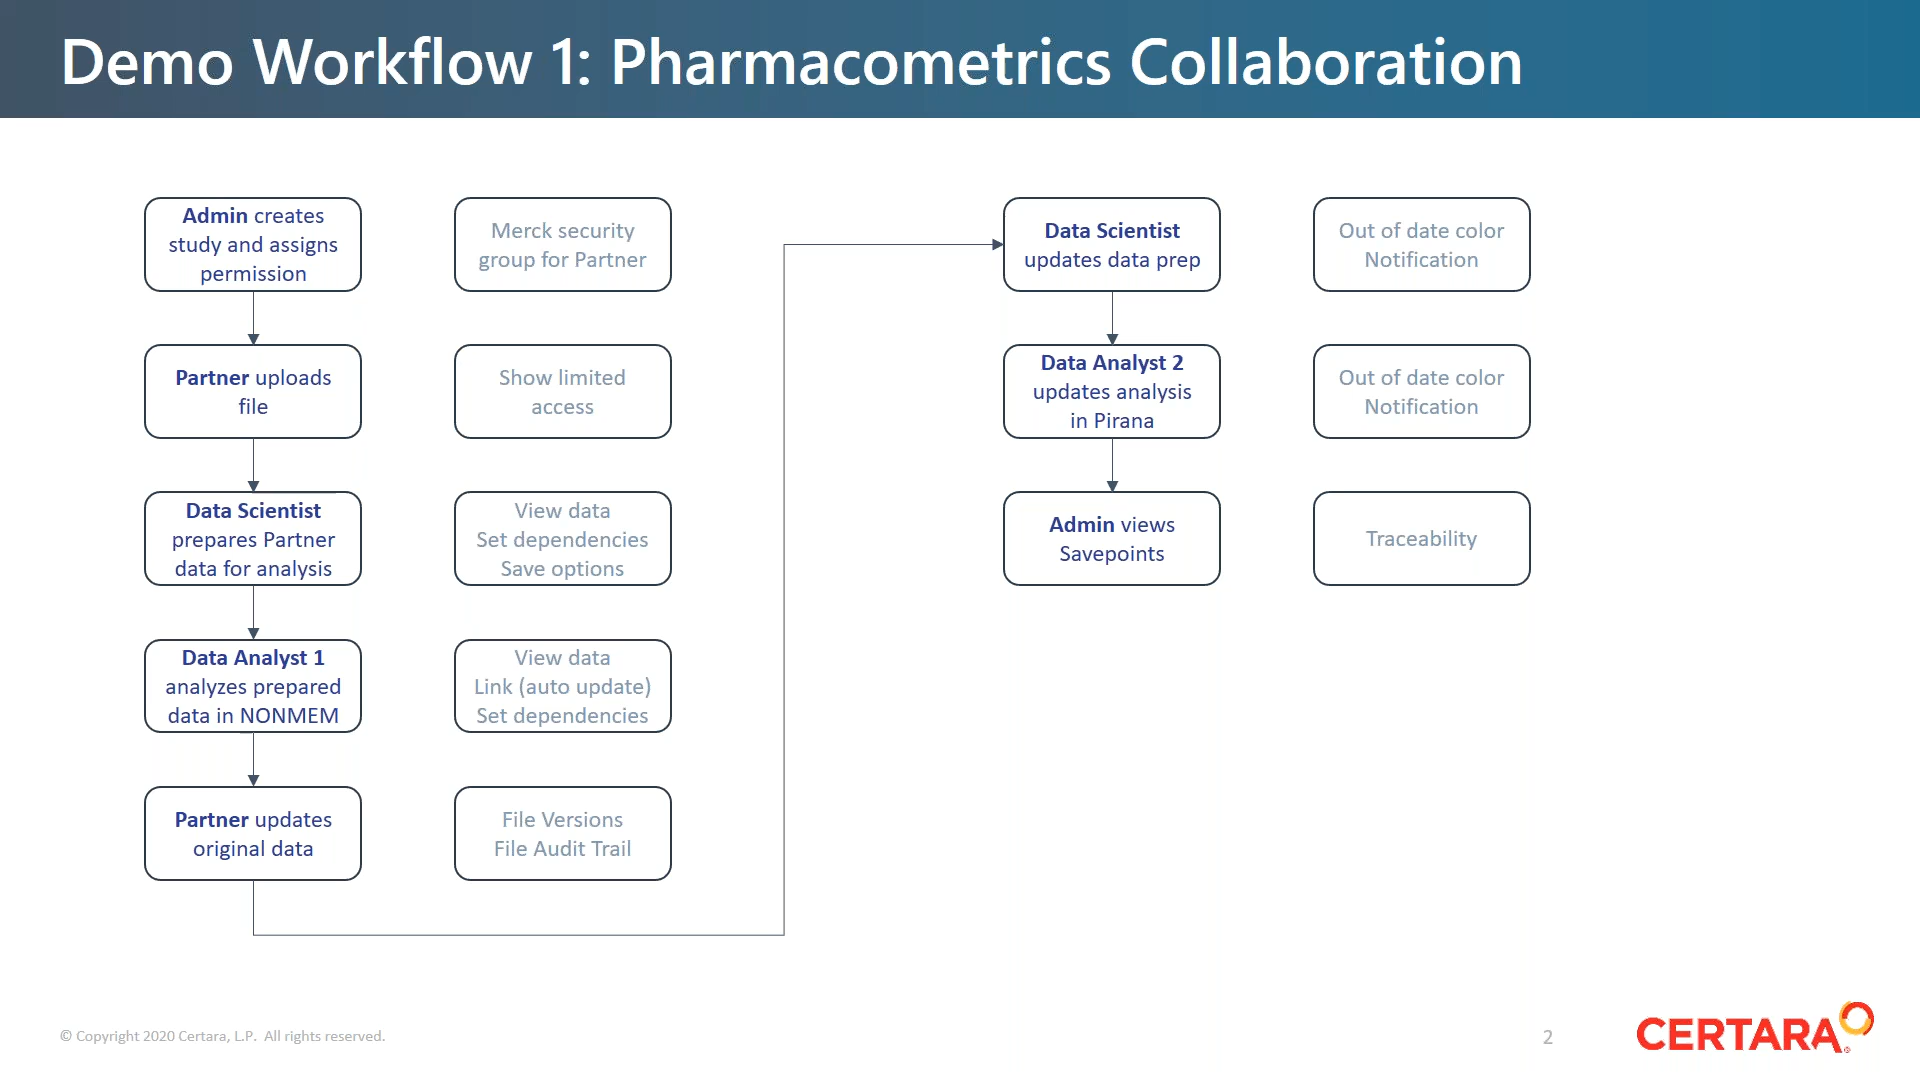 Demo Workflow 1: Pharmacometrics Collaboration
Admin creates
study and assigns
permission
Merck security
group for Partner
Partner uploads
file
Show limited
access
Data Scientist
prepares Partner
data for analysis
View data
Set dependencies
Save options
Data Analyst 1
analyzes prepared
data in NONMEM
View data
Link (auto update)
Set dependencies
Partner updates
original data
File Versions
File Audit Trail
Data Scientist
updates data prep
Out of date color
Notification
Data Analyst 2
updates analysis
in Pirana
Out of date color
Notification
Admin views
Savepoints
Traceability
© Copyright 2020 Certara, L.P.  All rights reserved.
2
CERTARA®